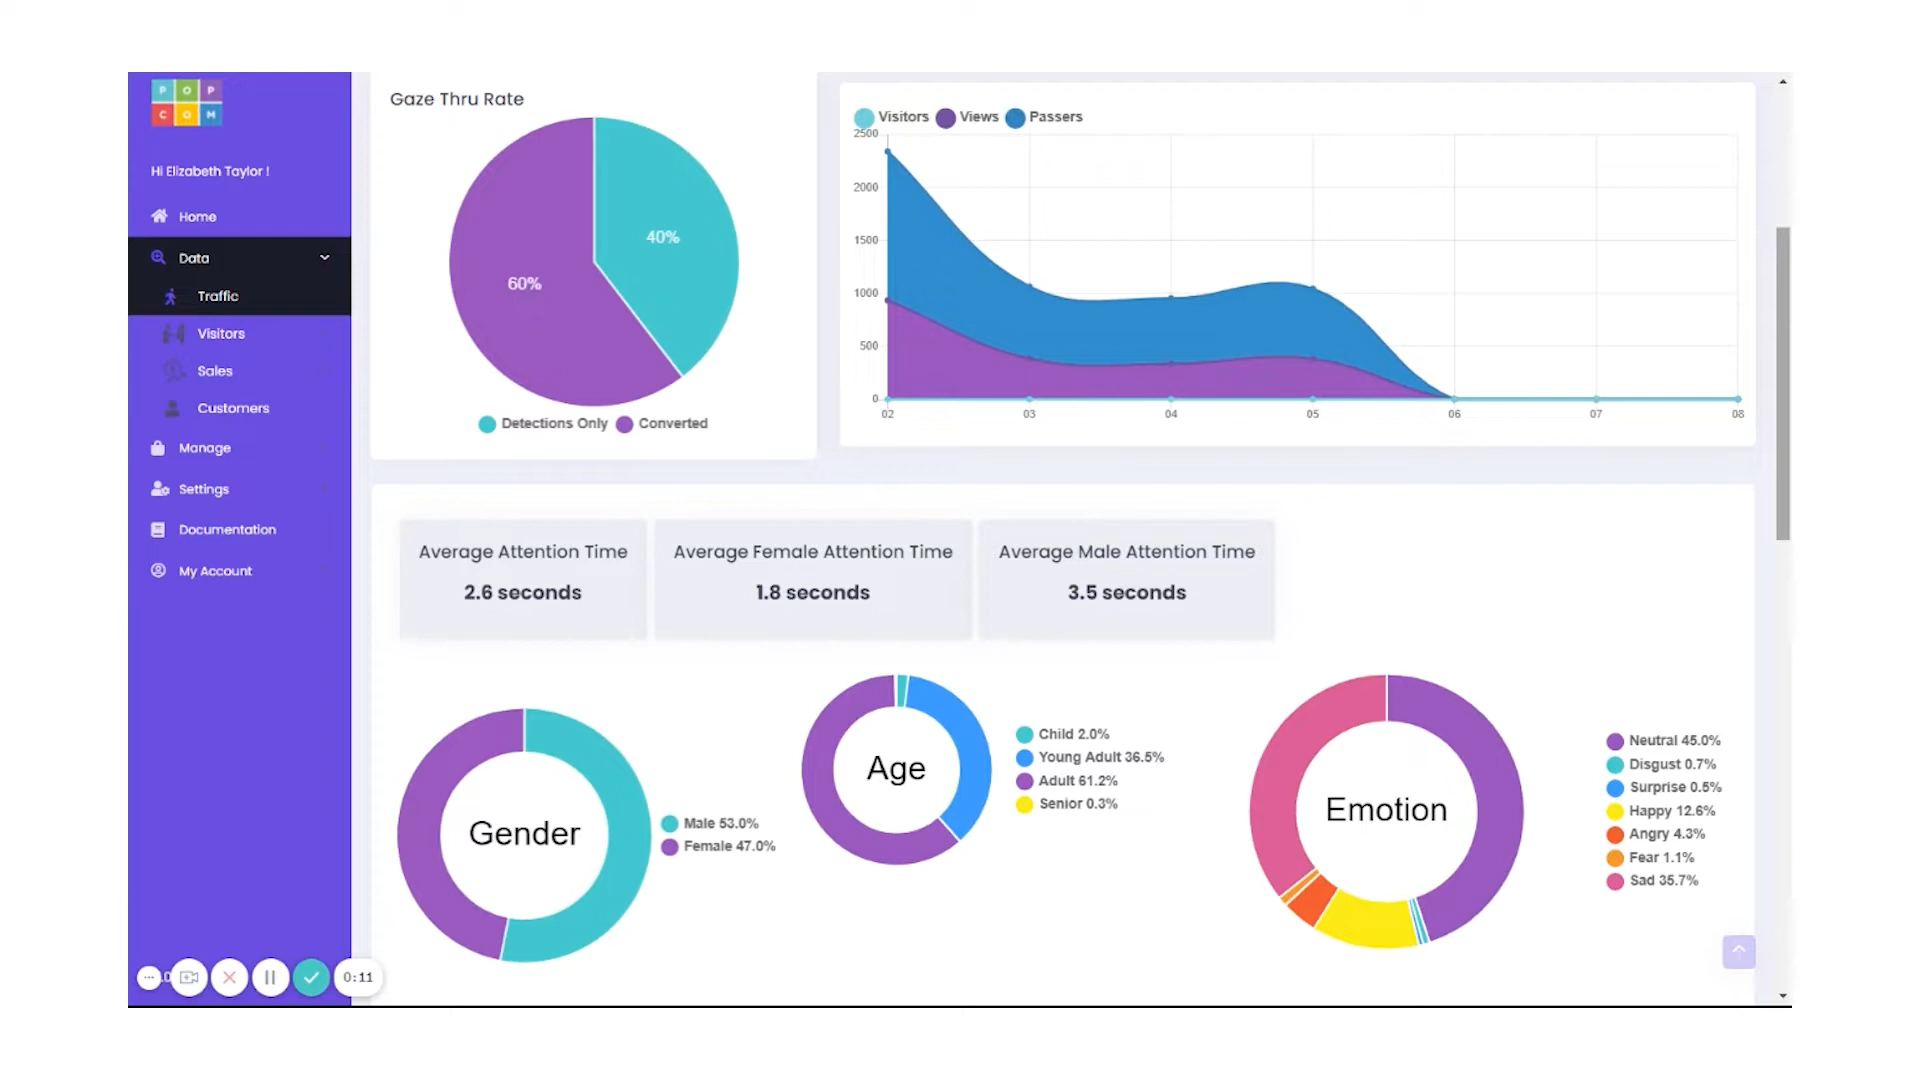 P O P
C O M
Hi Elizabeth Taylor !
Home
Data
Traffic
Visitors
Sales
Customers
Manage
Settings
Documentation
My Account
0:11
Gaze Thru Rate
40%
60%
Detections Only Converted
Visitors Views Passers
2500
2000
1500
1000
500
0
02 03 04 05 06 07 08
Average Attention Time
2.6 seconds
Average Female Attention Time
1.8 seconds
Average Male Attention Time
3.5 seconds
Gender
Male 53.0%
Female 47.0%
Age
Child 2.0%
Young Adult 36.5%
Adult 61.2%
Senior 0.3%
Emotion
Neutral 45.0%
Disgust 0.7%
Surprise 0.5%
Happy 12.6%
Angry 4.3%
Fear 1.1%
Sad 35.7%